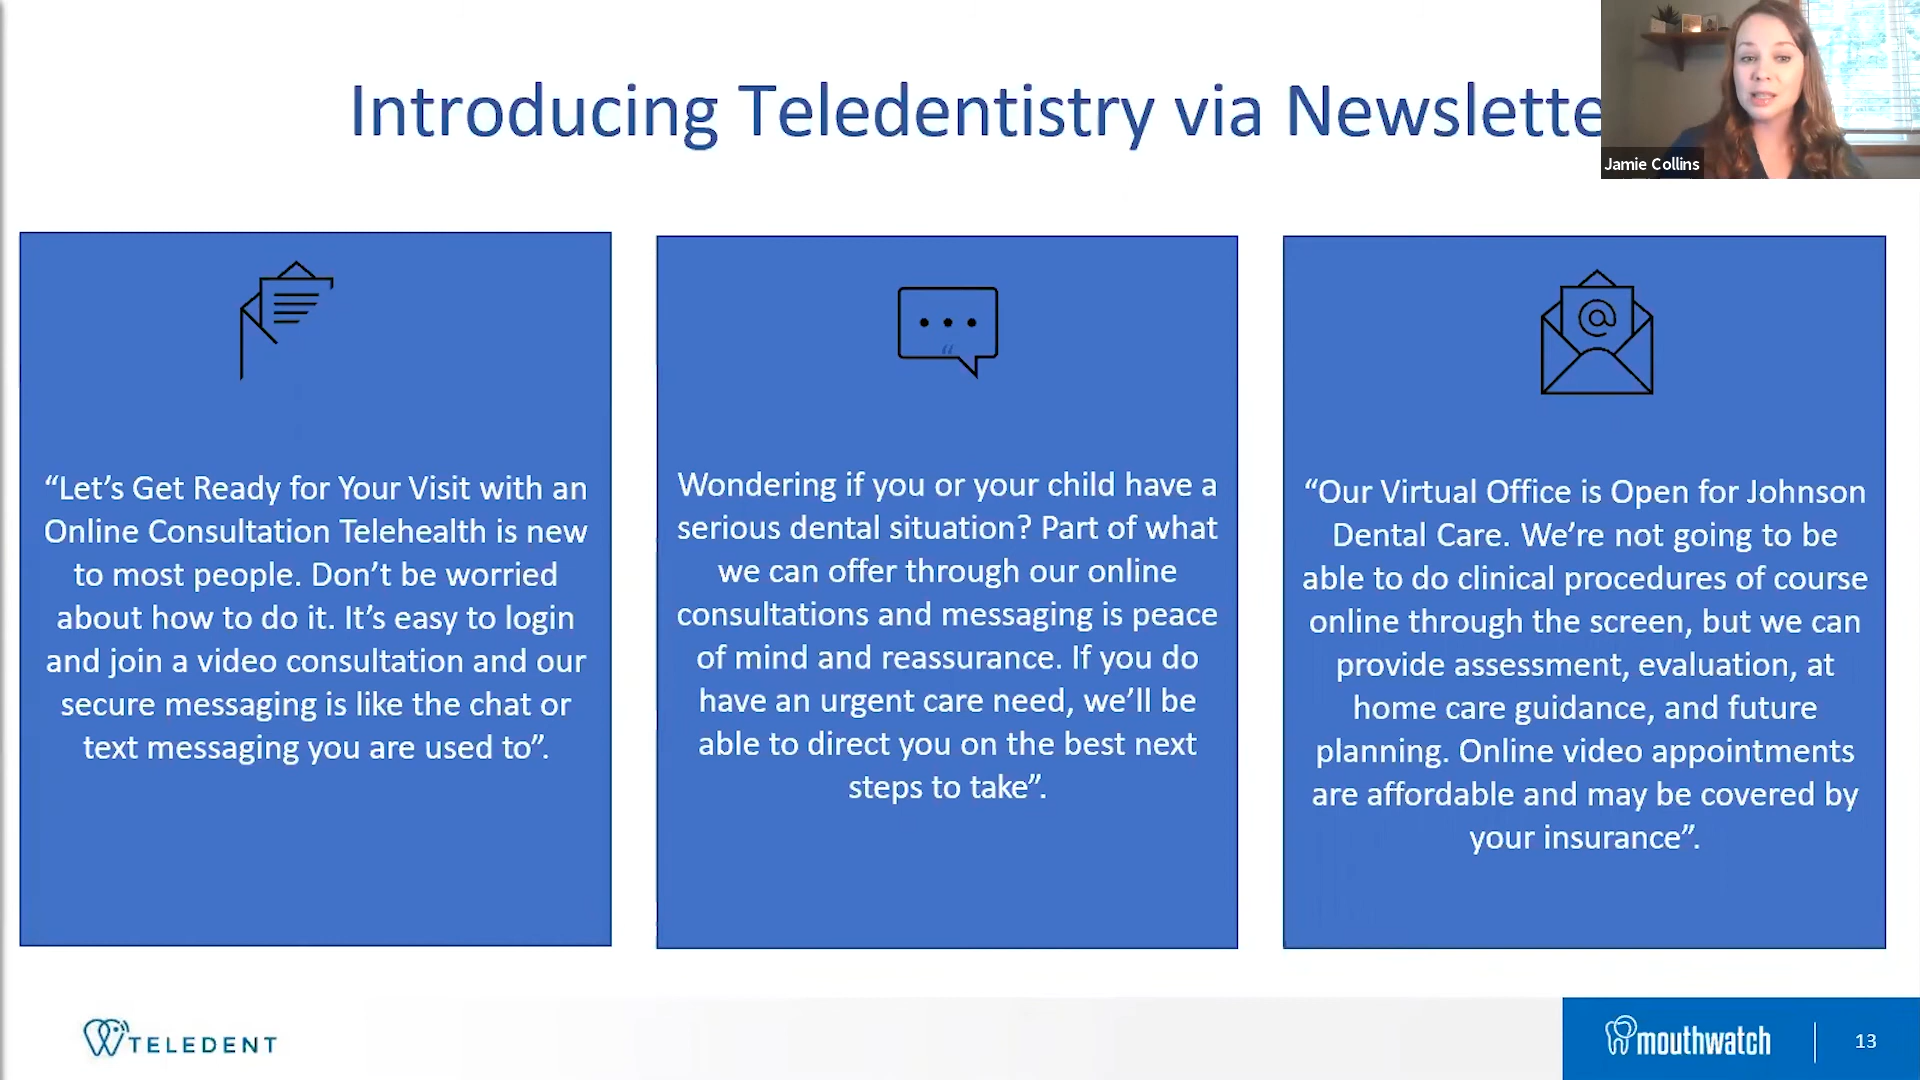 Introducing Teledentistry via Newslette
Jamie Collins
“Let’s Get Ready for Your Visit with an
Online Consultation Telehealth is new
to most people. Don’t be worried
about how to do it. It’s easy to login
and join a video consultation and our
secure messaging is like the chat or
text messaging you are used to”.
“
Wondering if you or your child have a
serious dental situation? Part of what
we can offer through our online
consultations and messaging is peace
of mind and reassurance. If you do
have an urgent care need, we’ll be
able to direct you on the best next
steps to take”.
@
“Our Virtual Office is Open for Johnson
Dental Care. We’re not going to be
able to do clinical procedures of course
online through the screen, but we can
provide assessment, evaluation, at
home care guidance, and future
planning. Online video appointments
are affordable and may be covered by
your insurance”.
TELEDENT
mouthwatch
13